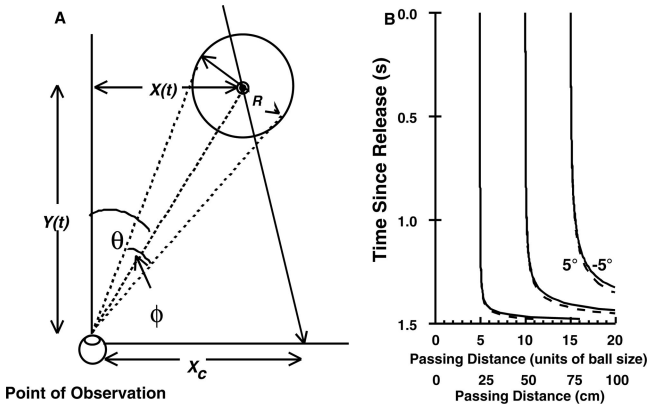 A
X(t)
R
Y(t)
θ
ϕ
X_c
Point of Observation
B
0.0
0.5
1.0
1.5
Time Since Release (s)
5° -5°
0 5 10 15 20
Passing Distance (units of ball size)
0 25 50 75 100
Passing Distance (cm)